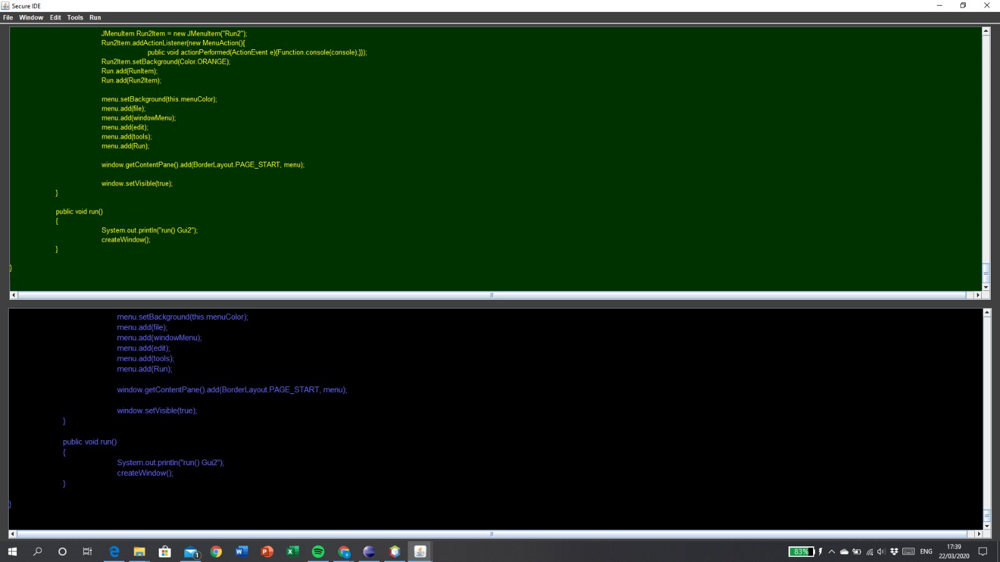 Secure IDE
File Window Edit Tools Run
JMenuItem Run2Item = new JMenuItem("Run2");
Run2Item.addActionListener(new MenuAction(){
public void actionPerformed(ActionEvent e){Function.console(console);}});
Run2Item.setBackground(Color.ORANGE);
Run.add(RunItem);
Run.add(Run2Item);
menu.setBackground(this.menuColor);
menu.add(file);
menu.add(windowMenu);
menu.add(edit);
menu.add(tools);
menu.add(Run);
window.getContentPane().add(BorderLayout.PAGE_START, menu);
window.setVisible(true);
}
public void run()
{
System.out.println("run() Gui2");
createWindow();
}
}
menu.setBackground(this.menuColor);
menu.add(file);
menu.add(windowMenu);
menu.add(edit);
menu.add(tools);
menu.add(Run);
window.getContentPane().add(BorderLayout.PAGE_START, menu);
window.setVisible(true);
}
public void run()
{
System.out.println("run() Gui2");
createWindow();
}
}
1
83%
ENG
17:39
22/03/2020